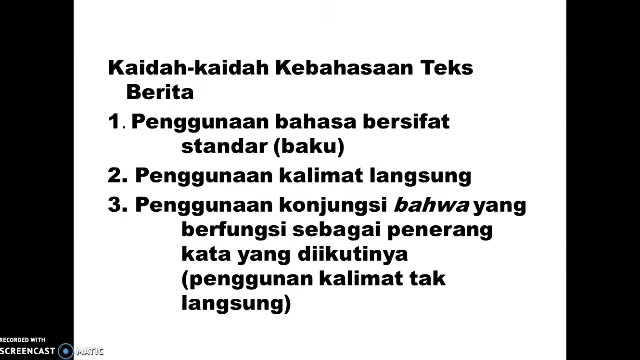 Kaidah-kaidah Kebahasaan Teks
Berita
1. Penggunaan bahasa bersifat
standar (baku)
2. Penggunaan kalimat langsung
3. Penggunaan konjungsi bahwa yang
berfungsi sebagai penerang
kata yang diikutinya
(penggunan kalimat tak
langsung)
RECORDED WITH
SCREENCAST MATIC